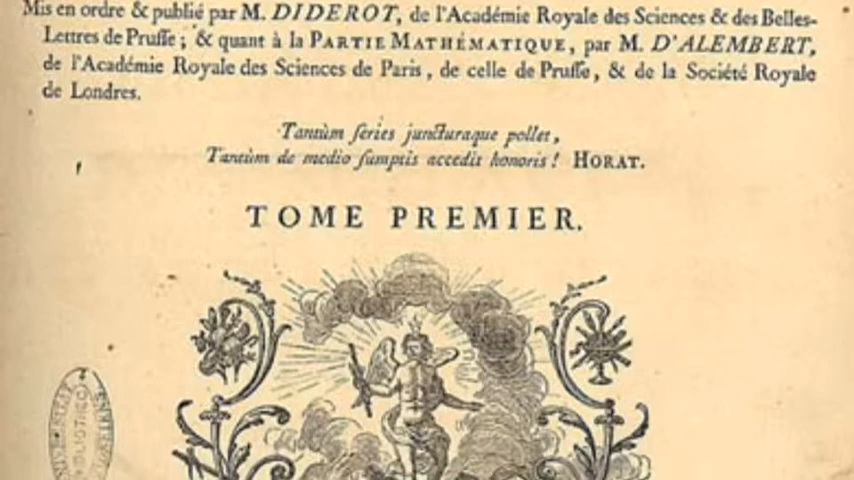 Mis en ordre & publié par M. DIDEROT, de l'Académie Royale des Sciences & des Belles-
Lettres de Prusse ; & quant à la PARTIE MATHÉMATIQUE, par M. D'ALEMBERT,
de l'Académie Royale des Sciences de Paris, de celle de Prusse, & de la Société Royale
de Londres.
Tantùm series juncturaque pollet,
Tantùm de medio sumptis accedit honoris ! HORAT.
TOME PREMIER.